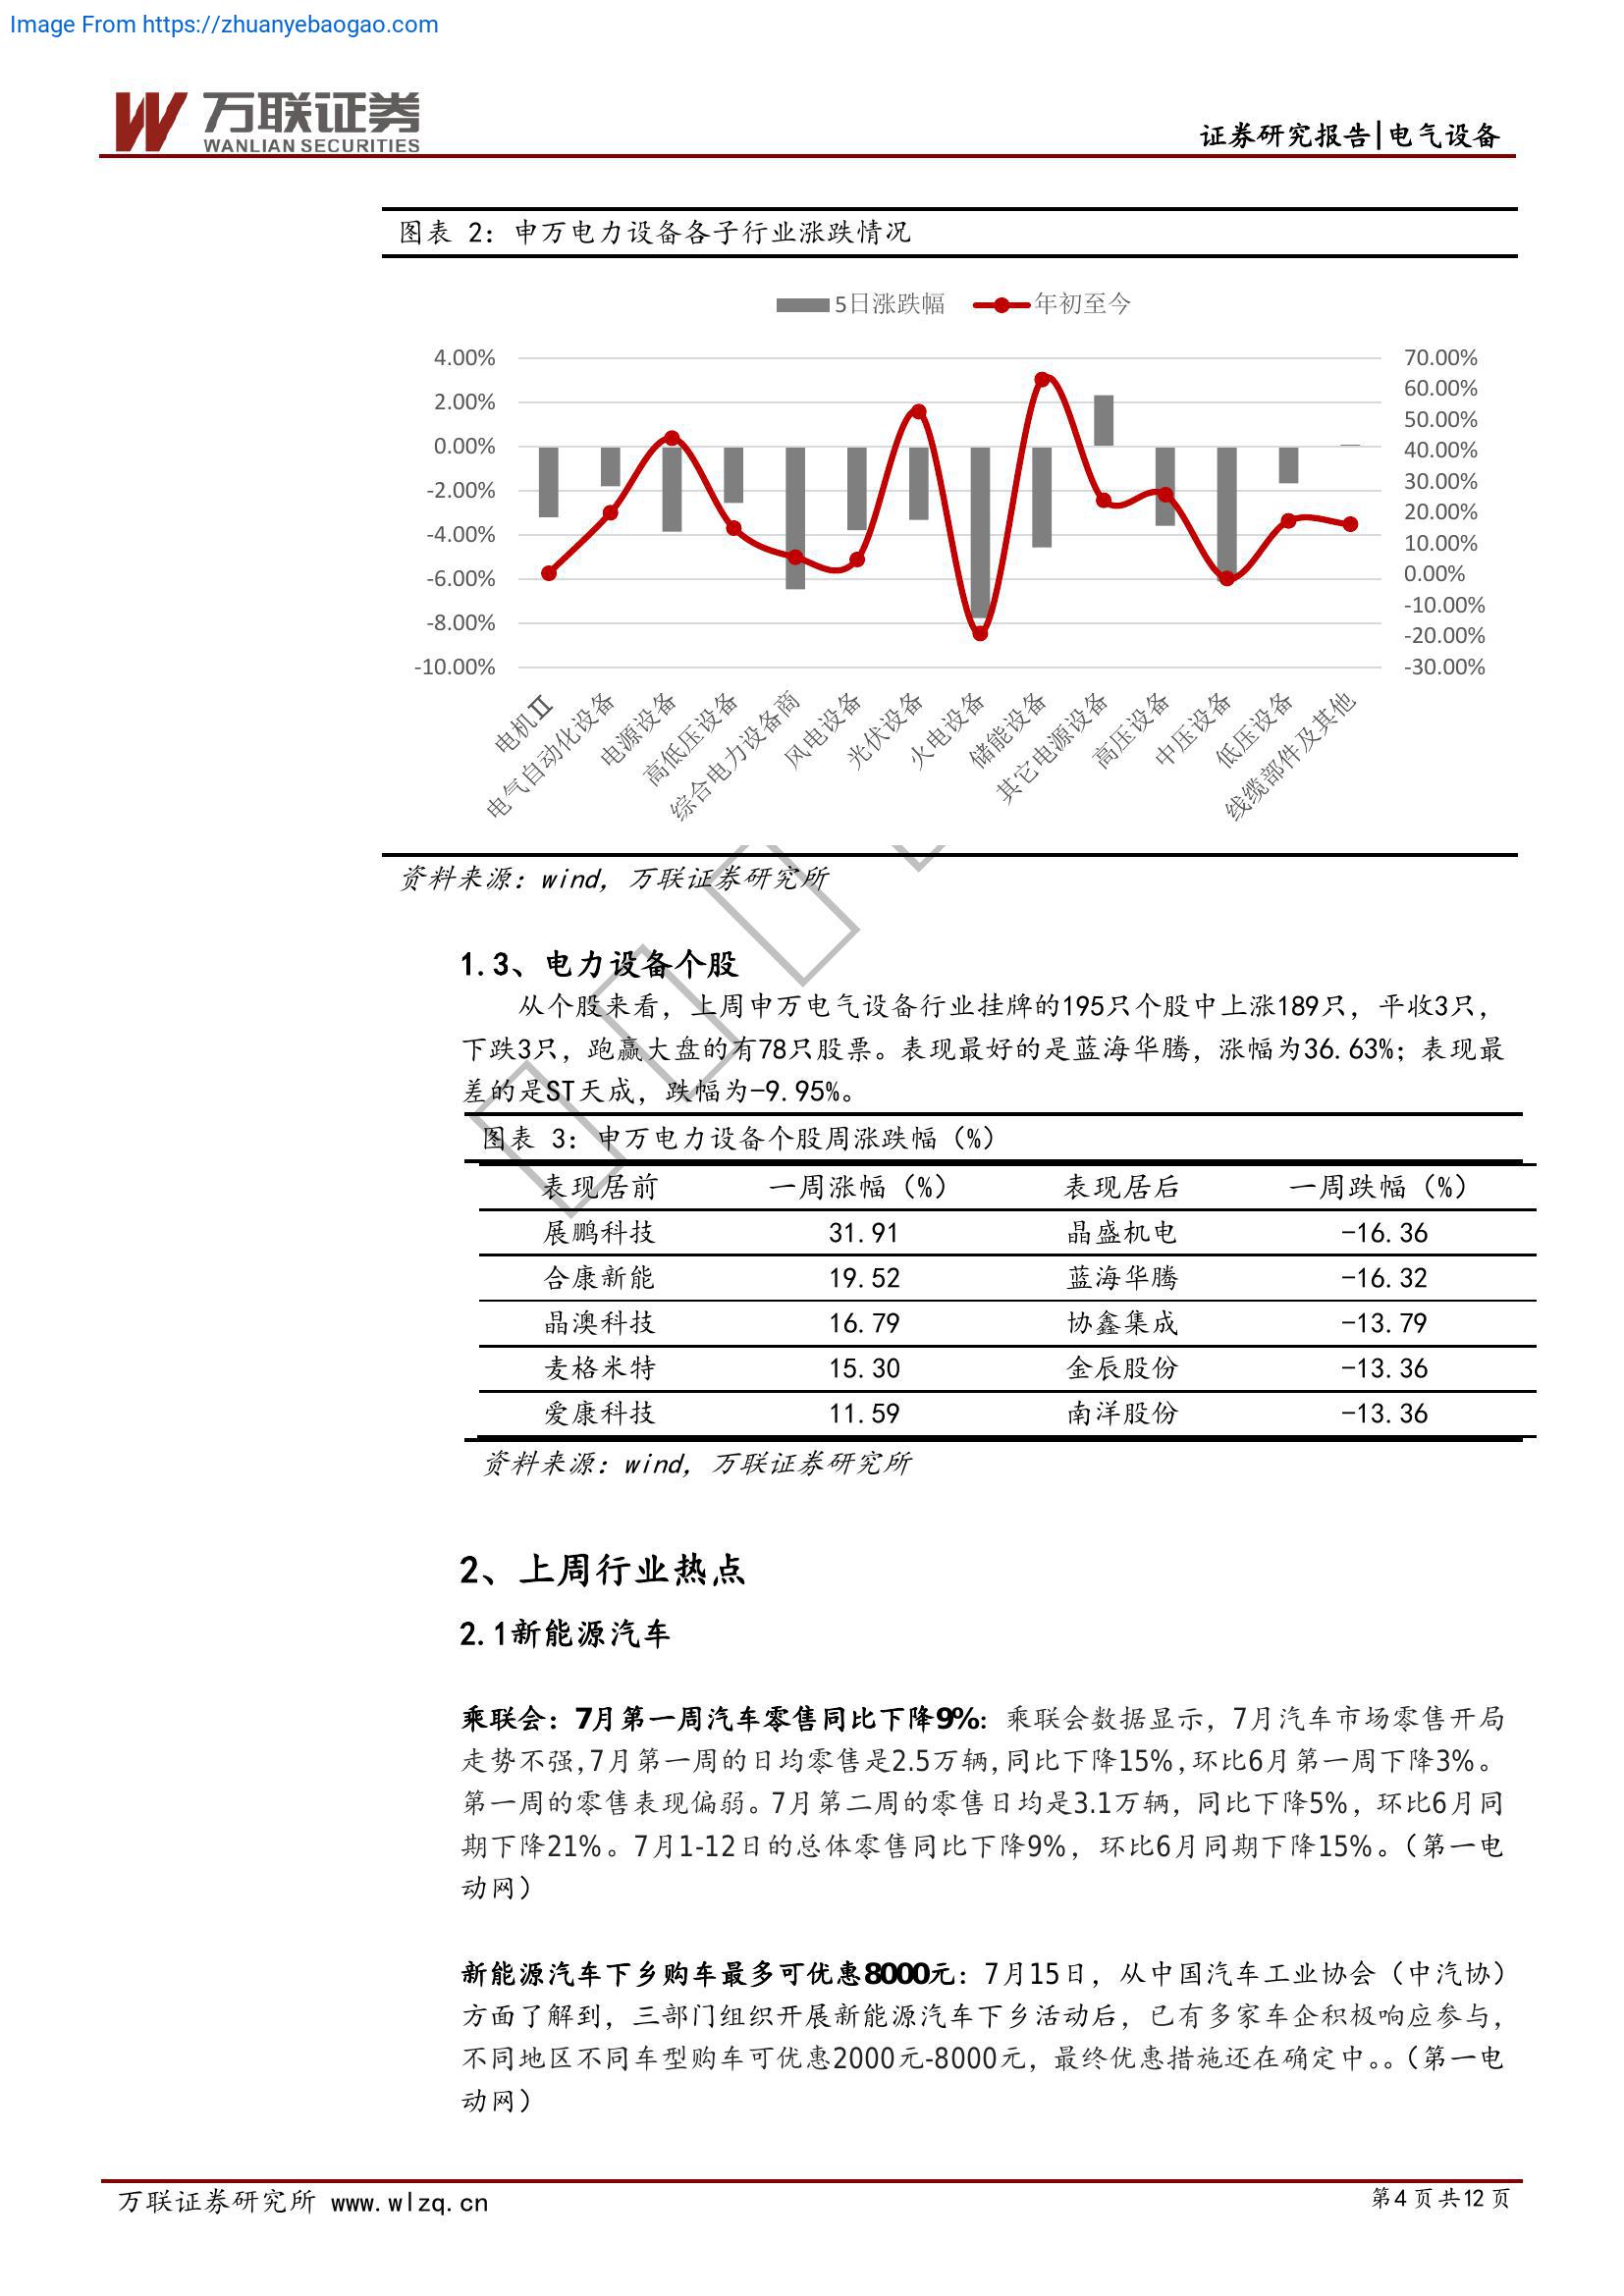 Image From https://zhuanyebaogao.com
万联证券
WANLIAN SECURITIES
证券研究报告|电气设备
图表 2：申万电力设备各子行业涨跌情况
5日涨跌幅 年初至今
4.00%
2.00%
0.00%
-2.00%
-4.00%
-6.00%
-8.00%
-10.00%
70.00%
60.00%
50.00%
40.00%
30.00%
20.00%
10.00%
0.00%
-10.00%
-20.00%
-30.00%
电机Ⅱ
电气自动化设备
电源设备
高低压设备
综合电力设备商
风电设备
光伏设备
火电设备
储能设备
其它电源设备
高压设备
中压设备
低压设备
线缆部件及其他
资料来源：wind，万联证券研究所
1.3、电力设备个股
从个股来看，上周申万电气设备行业挂牌的195只个股中上涨189只，平收3只，
下跌3只，跑赢大盘的有78只股票。表现最好的是蓝海华腾，涨幅为36.63%；表现最
差的是ST天成，跌幅为-9.95%。
图表 3：申万电力设备个股周涨跌幅（%）
表现居前 一周涨幅（%） 表现居后 一周跌幅（%）
展鹏科技 31.91 晶盛机电 -16.36
合康新能 19.52 蓝海华腾 -16.32
晶澳科技 16.79 协鑫集成 -13.79
麦格米特 15.30 金辰股份 -13.36
爱康科技 11.59 南洋股份 -13.36
资料来源：wind，万联证券研究所
2、上周行业热点
2.1新能源汽车
乘联会：7月第一周汽车零售同比下降9%：乘联会数据显示，7月汽车市场零售开局
走势不强，7月第一周的日均零售是2.5万辆，同比下降15%，环比6月第一周下降3%。
第一周的零售表现偏弱。7月第二周的零售日均是3.1万辆，同比下降5%，环比6月同
期下降21%。7月1-12日的总体零售同比下降9%，环比6月同期下降15%。（第一电
动网）
新能源汽车下乡购车最多可优惠8000元：7月15日，从中国汽车工业协会（中汽协）
方面了解到，三部门组织开展新能源汽车下乡活动后，已有多家车企积极响应参与，
不同地区不同车型购车可优惠2000元-8000元，最终优惠措施还在确定中。。（第一电
动网）
万联证券研究所 www.wlzq.cn
第4页共12页